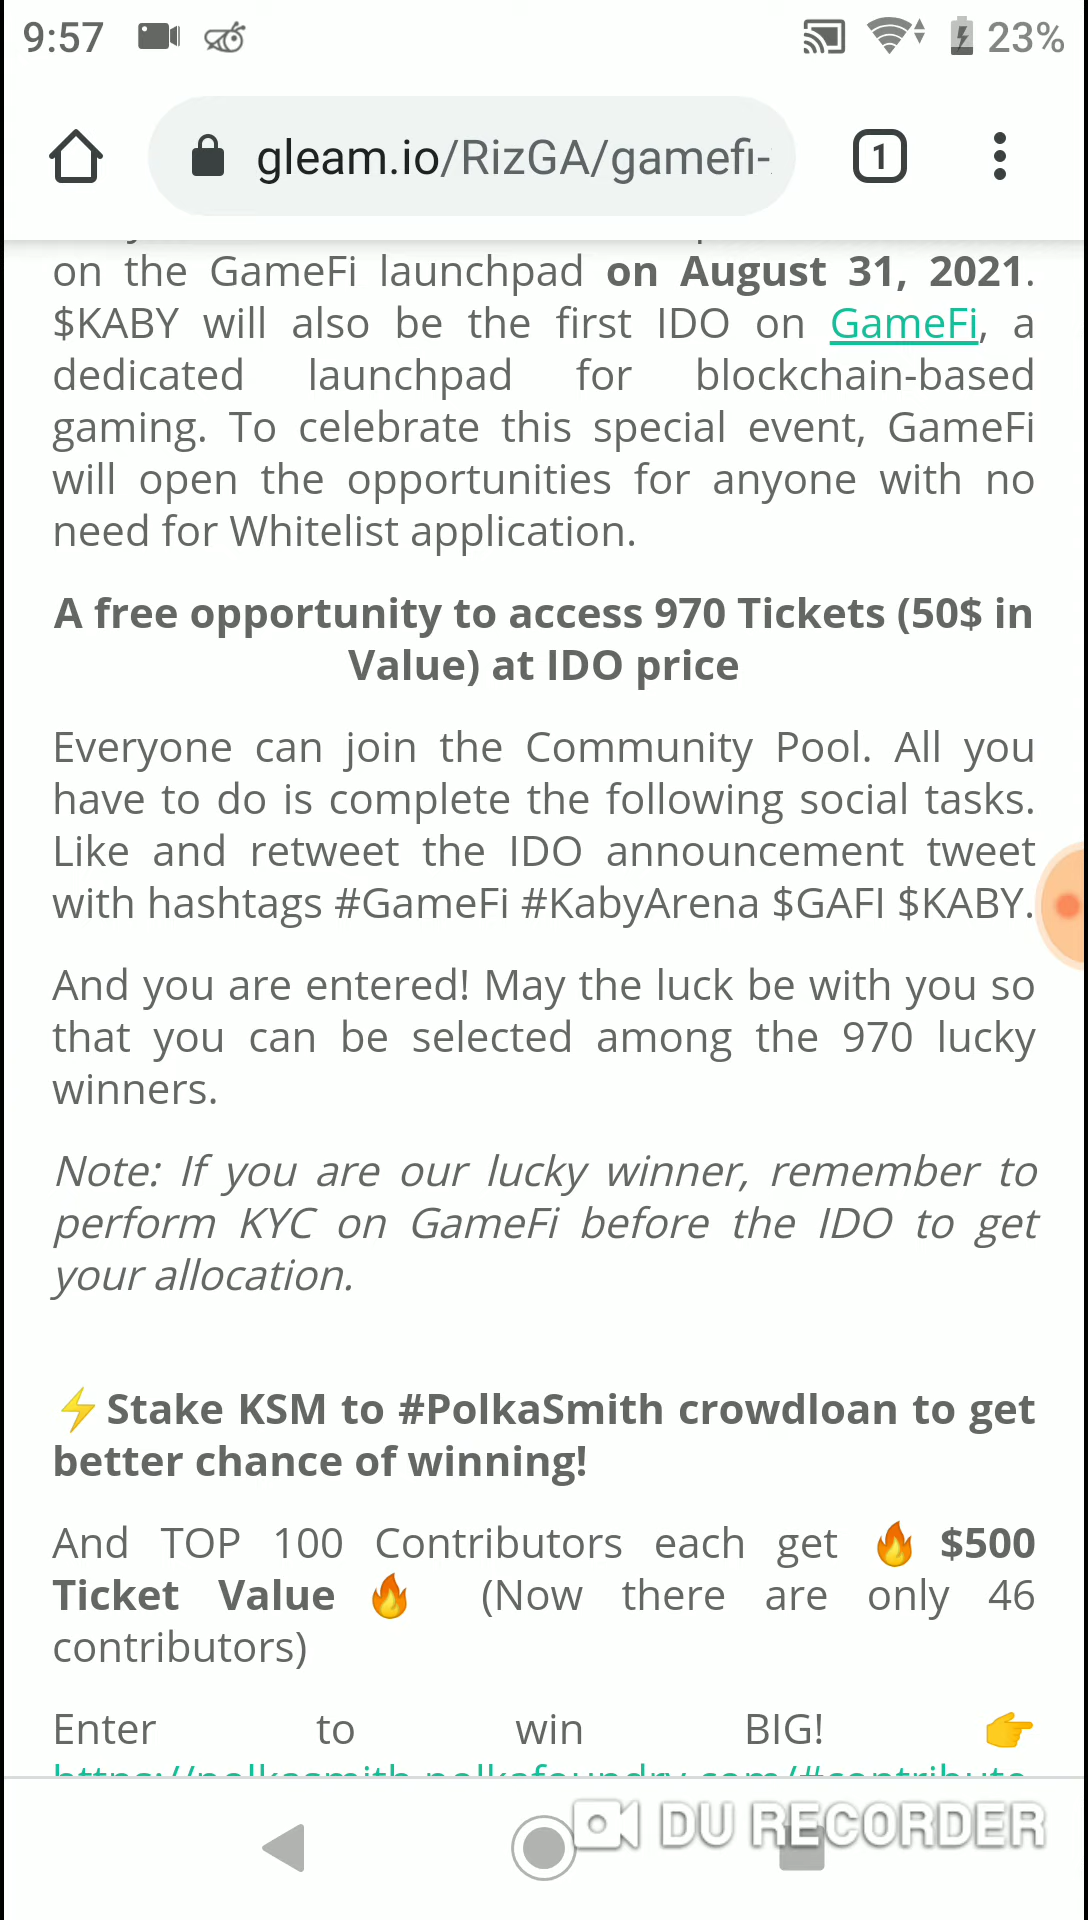 9:57
23%
gleam.io/RizGA/gamefi-
1
on the GameFi launchpad on August 31, 2021.
$KABY will also be the first IDO on GameFi, a
dedicated launchpad for blockchain-based
gaming. To celebrate this special event, GameFi
will open the opportunities for anyone with no
need for Whitelist application.
A free opportunity to access 970 Tickets (50$ in
Value) at IDO price
Everyone can join the Community Pool. All you
have to do is complete the following social tasks.
Like and retweet the IDO announcement tweet
with hashtags #GameFi #KabyArena $GAFI $KABY.
And you are entered! May the luck be with you so
that you can be selected among the 970 lucky
winners.
Note: If you are our lucky winner, remember to
perform KYC on GameFi before the IDO to get
your allocation.
⚡Stake KSM to #PolkaSmith crowdloan to get
better chance of winning!
And TOP 100 Contributors each get 🔥 $500
Ticket Value 🔥 (Now there are only 46
contributors)
Enter to win BIG! 👉
https://polkasmith.polkafoundry.com/#contribute
DU RECORDER